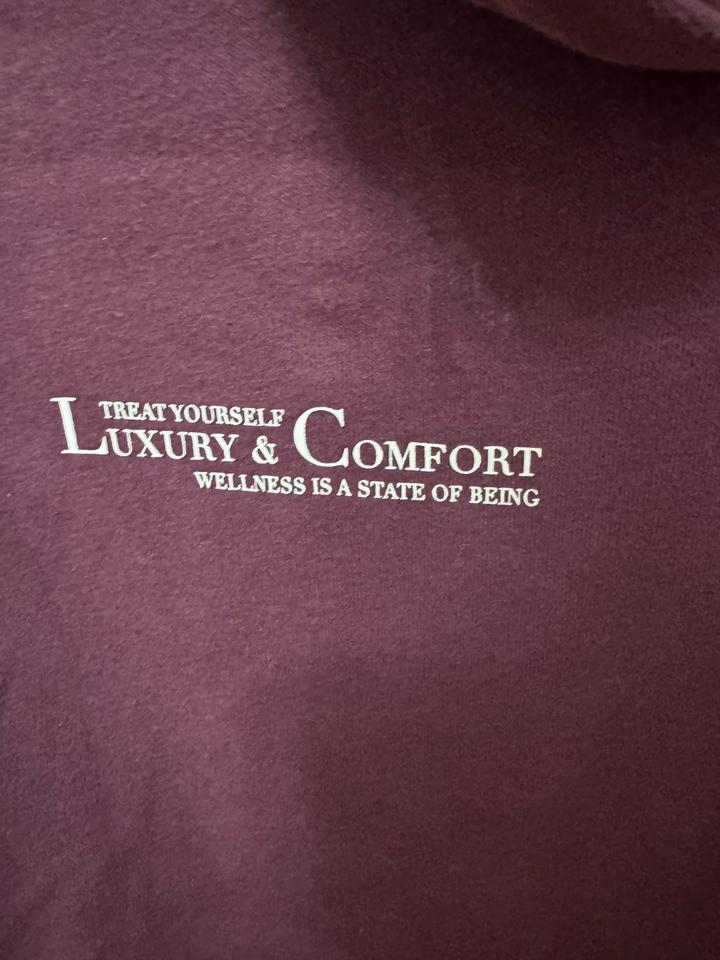 TREAT YOURSELF
LUXURY & COMFORT
WELLNESS IS A STATE OF BEING